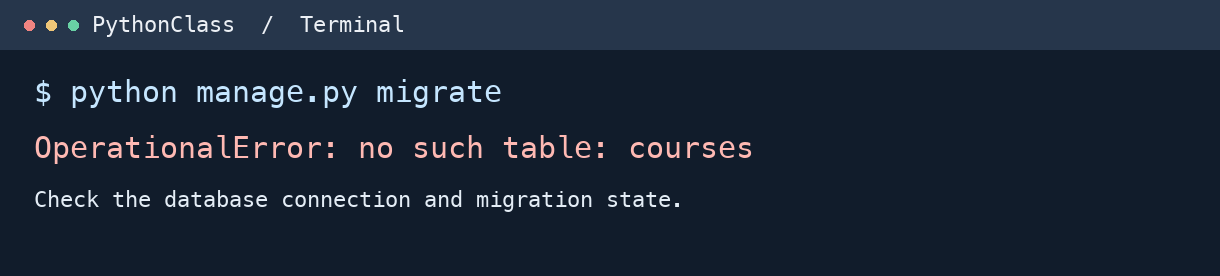 PythonClass / Terminal
$ python manage.py migrate
OperationalError: no such table: courses
Check the database connection and migration state.